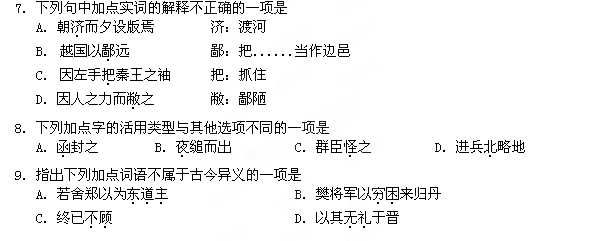 7. 下列句中加点实词的解释不正确的一项是
A. 朝济而夕设版焉 济：渡河
B. 越国以鄙远 鄙：把......当作边邑
C. 因左手把秦王之袖 把：抓住
D. 因人之力而敝之 敝：鄙陋
8. 下列加点字的活用类型与其他选项不同的一项是
A. 函封之 B. 夜缒而出 C. 群臣怪之 D. 进兵北略地
9. 指出下列加点词语不属于古今异义的一项是
A. 若舍郑以为东道主 B. 樊将军以穷困来归丹
C. 终已不顾 D. 以其无礼于晋